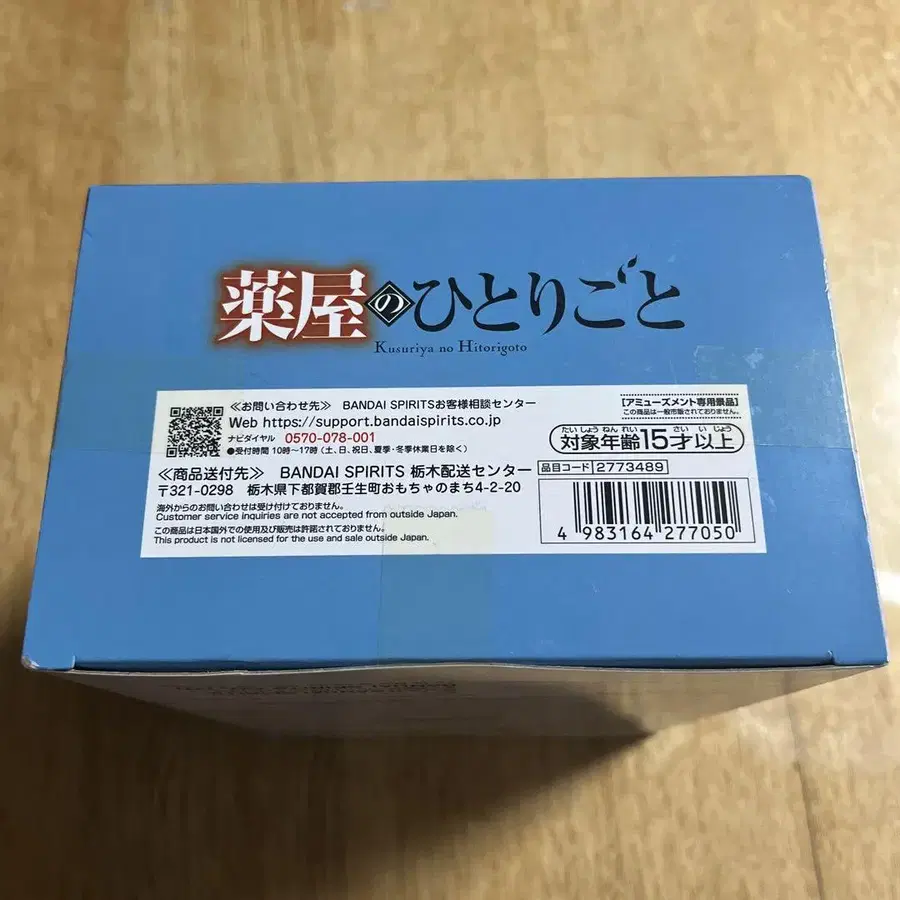 薬屋のひとりごと
Kusuriya no Hitorigoto
≪お問い合わせ先≫ BANDAI SPIRITSお客様相談センター
Web https://support.bandaispirits.co.jp
ナビダイヤル 0570-078-001
●受付時間 10時～17時 (土、日、祝日、夏季・冬季休業日を除く)
≪商品送付先≫ BANDAI SPIRITS 栃木配送センター
〒321-0298 栃木県下都賀郡壬生町おもちゃのまち4-2-20
海外からのお問い合わせは受け付けておりません。
Customer service inquiries are not accepted from outside Japan.
この商品は日本国外での使用及び販売は許諾されておりません。
This product is not licensed for the use and sale outside Japan.
【アミューズメント専用景品】
この商品は一般市販されておりません。
たいしょうねんれい さい いじょう
対象年齢15才以上
品目コード 2773489
4 983164 277050